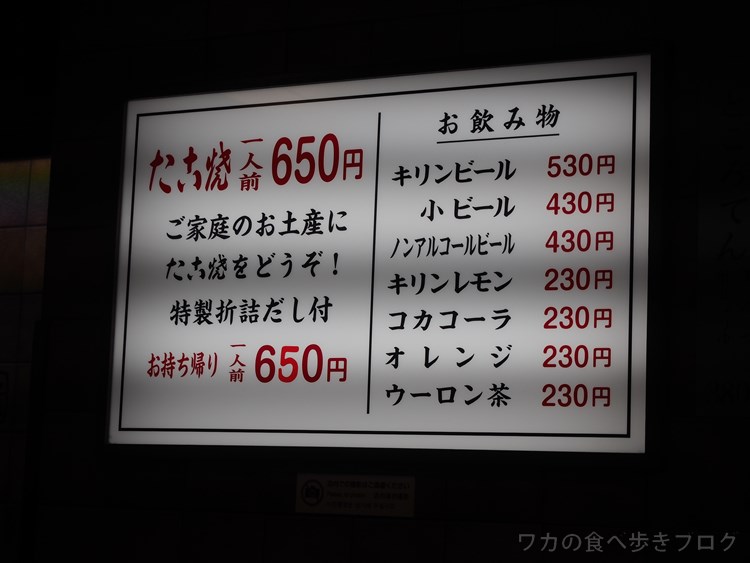 たこ焼 一人前 650円
ご家庭のお土産に
たこ焼をどうぞ！
特製折詰だし付
お持ち帰り 一人前 650円
お飲み物
キリンビール 530円
小ビール 430円
ノンアルコールビール 430円
キリンレモン 230円
コカコーラ 230円
オレンジ 230円
ウーロン茶 230円
ワカの食べ歩きブログ